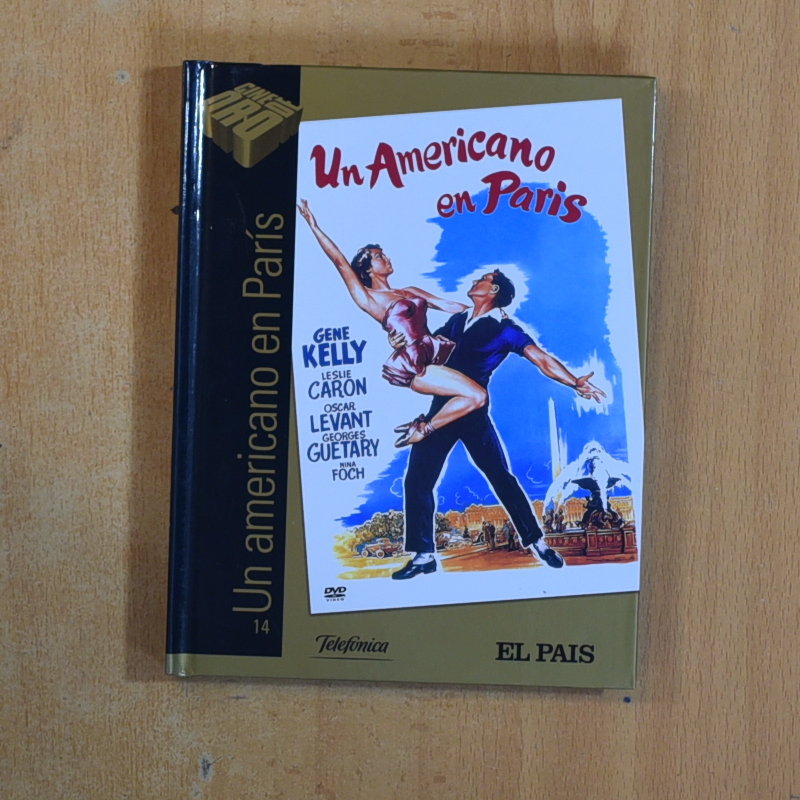 CINE DE
ORO
Un americano en París
14
Un Americano
en Paris
GENE
KELLY
LESLIE
CARON
OSCAR
LEVANT
GEORGES
GUETARY
NINA
FOCH
DVD
VIDEO
Telefónica
EL PAIS